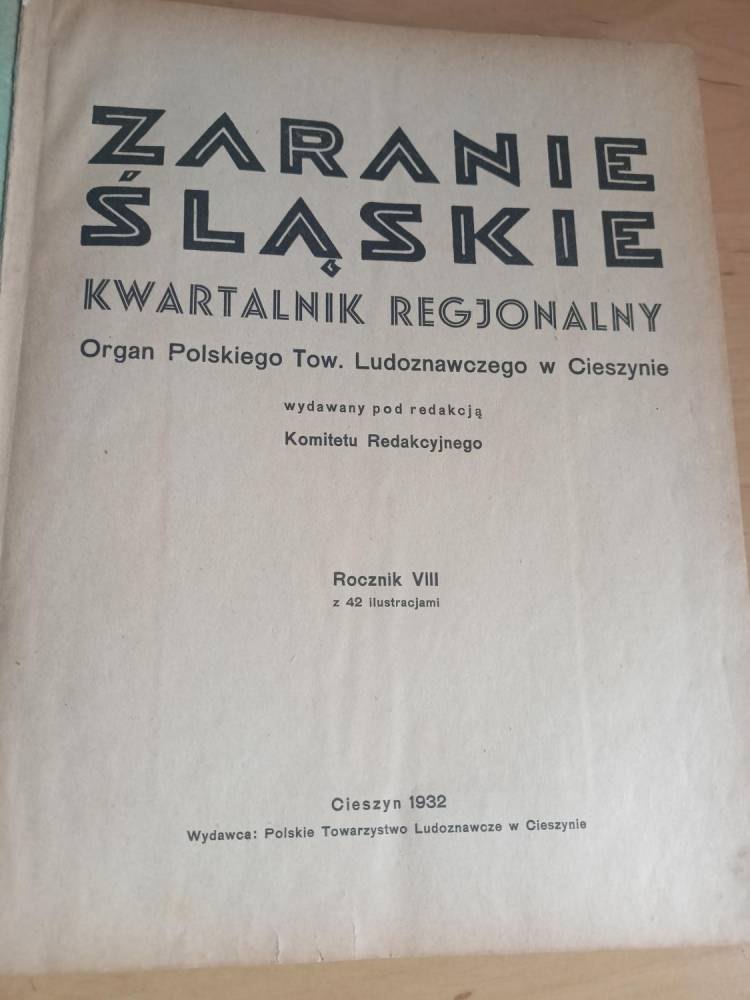 ZARANIE
ŚLĄSKIE
KWARTALNIK REGJONALNY
Organ Polskiego Tow. Ludoznawczego w Cieszynie
wydawany pod redakcją
Komitetu Redakcyjnego
Rocznik VIII
z 42 ilustracjami
Cieszyn 1932
Wydawca: Polskie Towarzystwo Ludoznawcze w Cieszynie